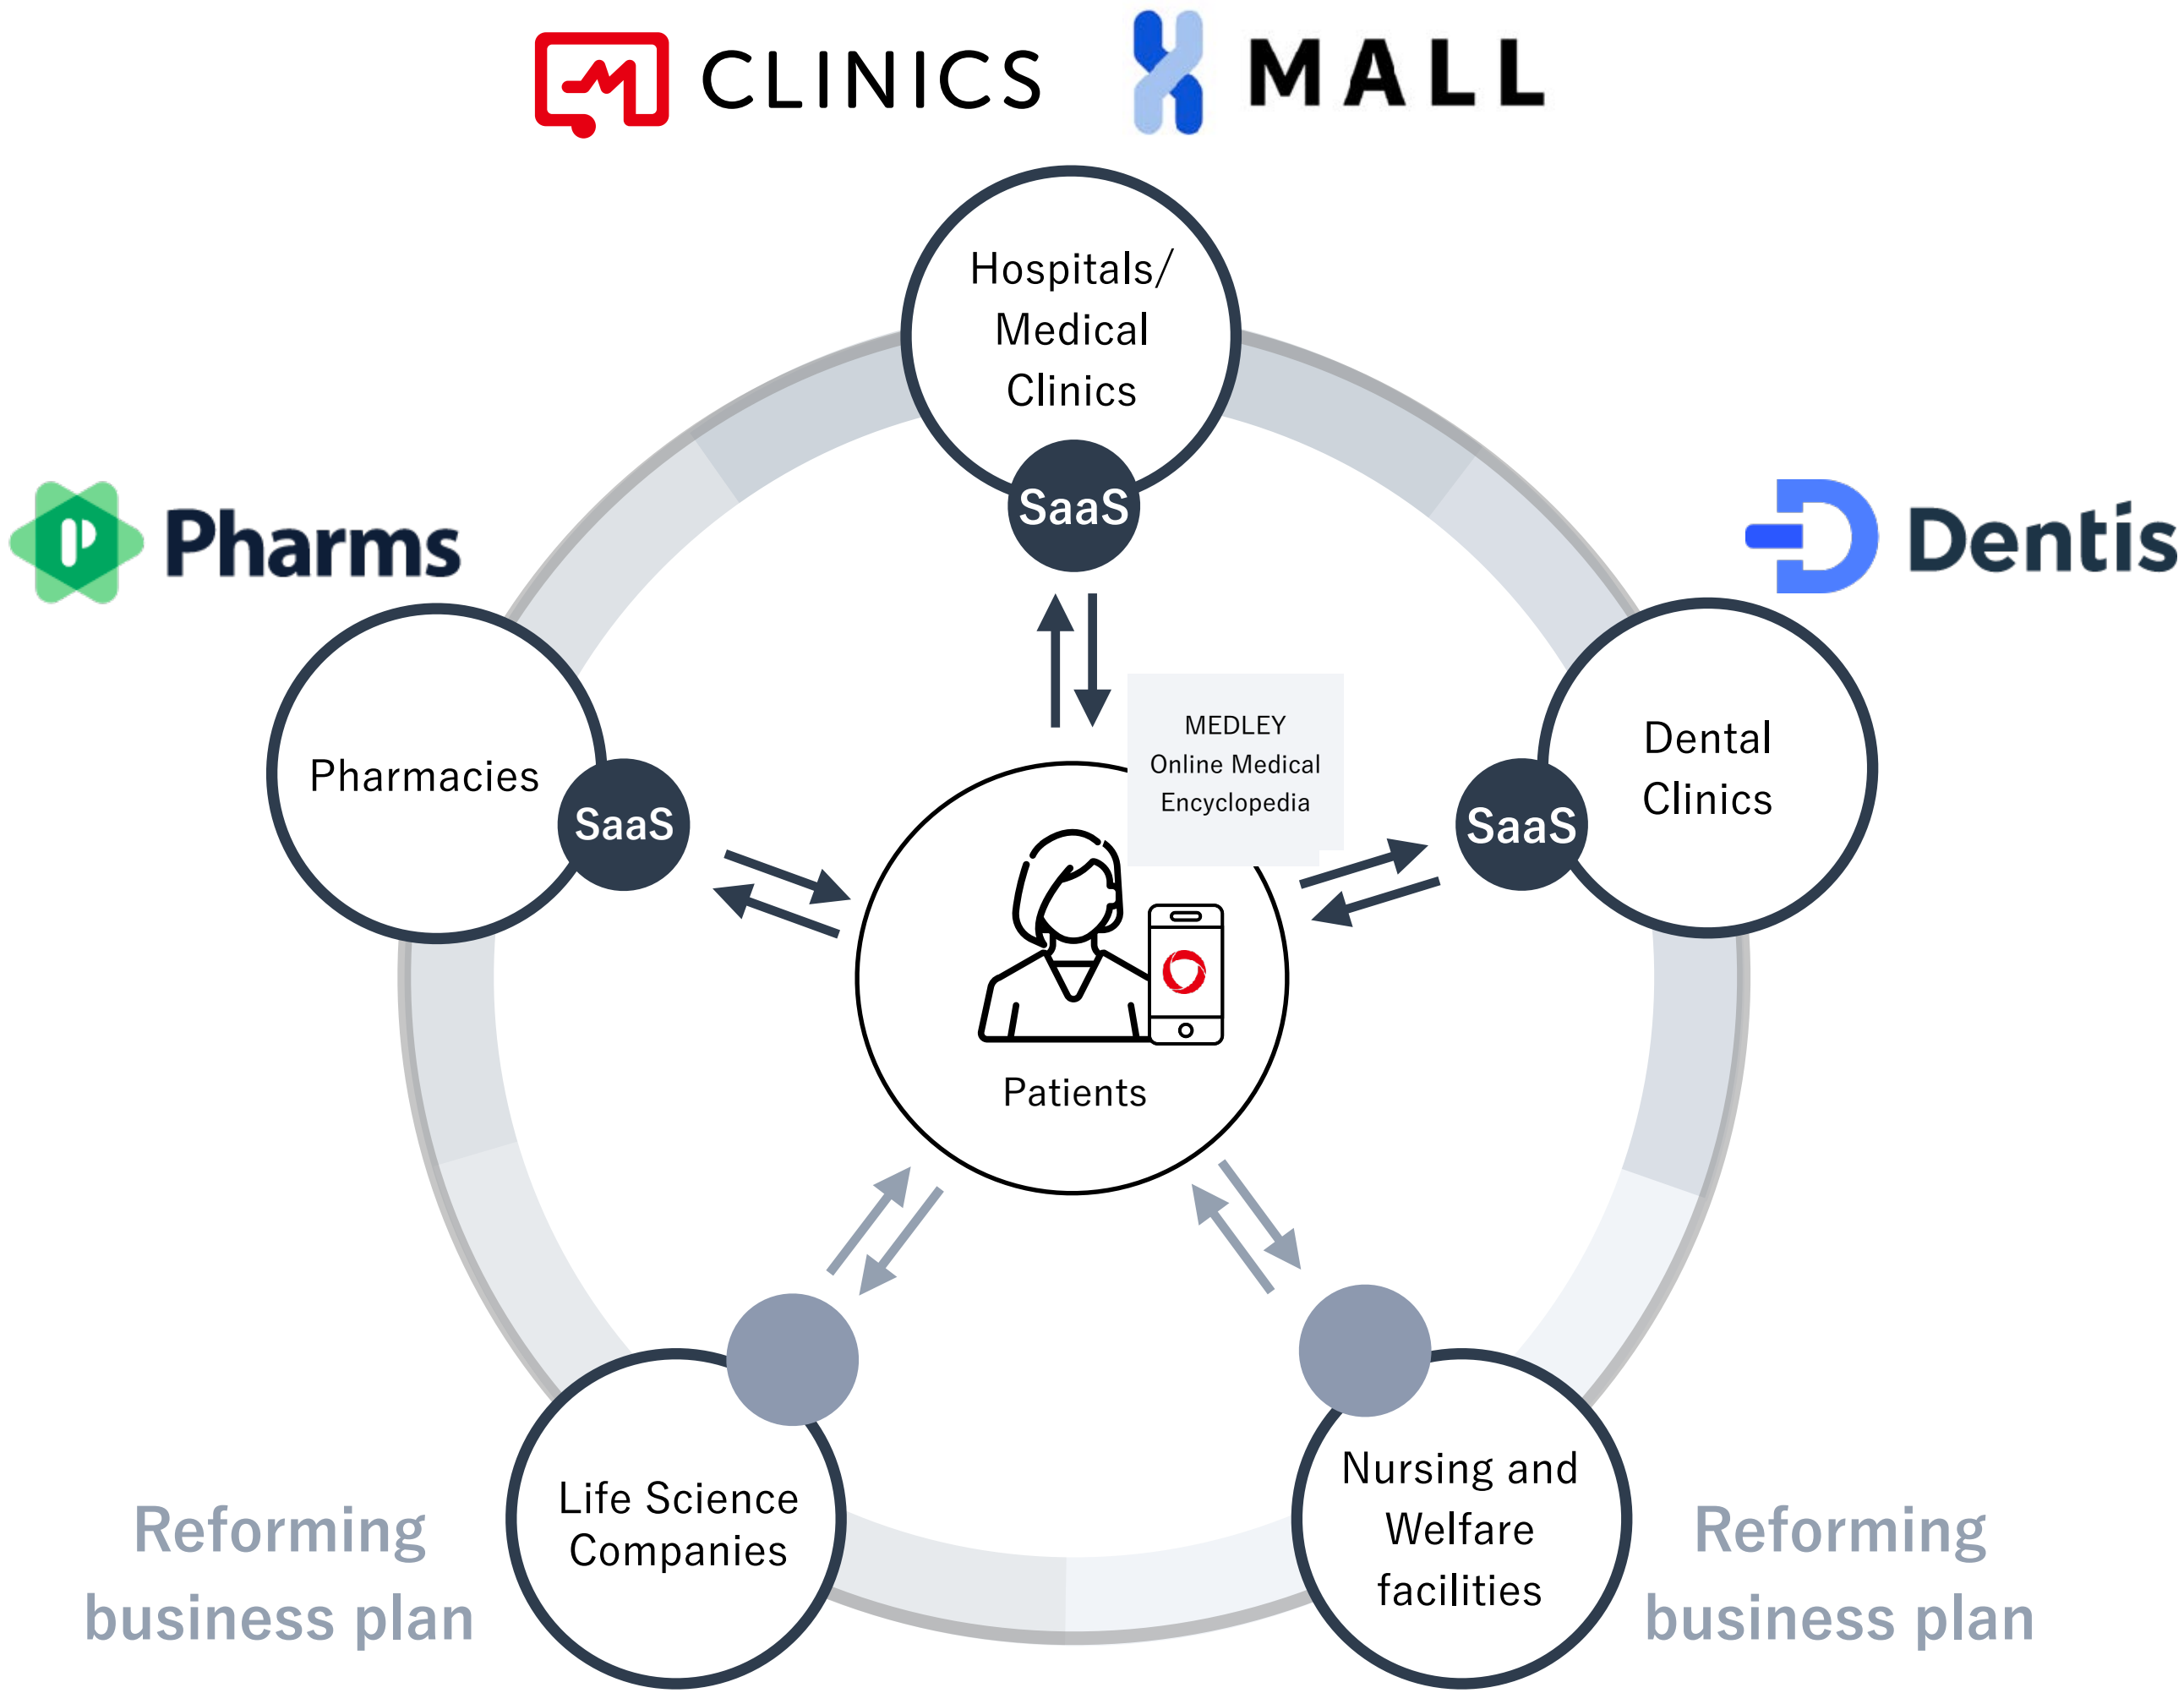 CLINICS
MALL
Hospitals/
Medical
Clinics
SaaS
Pharms
Dentis
MEDLEY
Online Medical
Encyclopedia
Pharmacies
SaaS
Dental
Clinics
SaaS
Patients
Life Science
Companies
Nursing and
Welfare
facilities
Reforming
business plan
Reforming
business plan